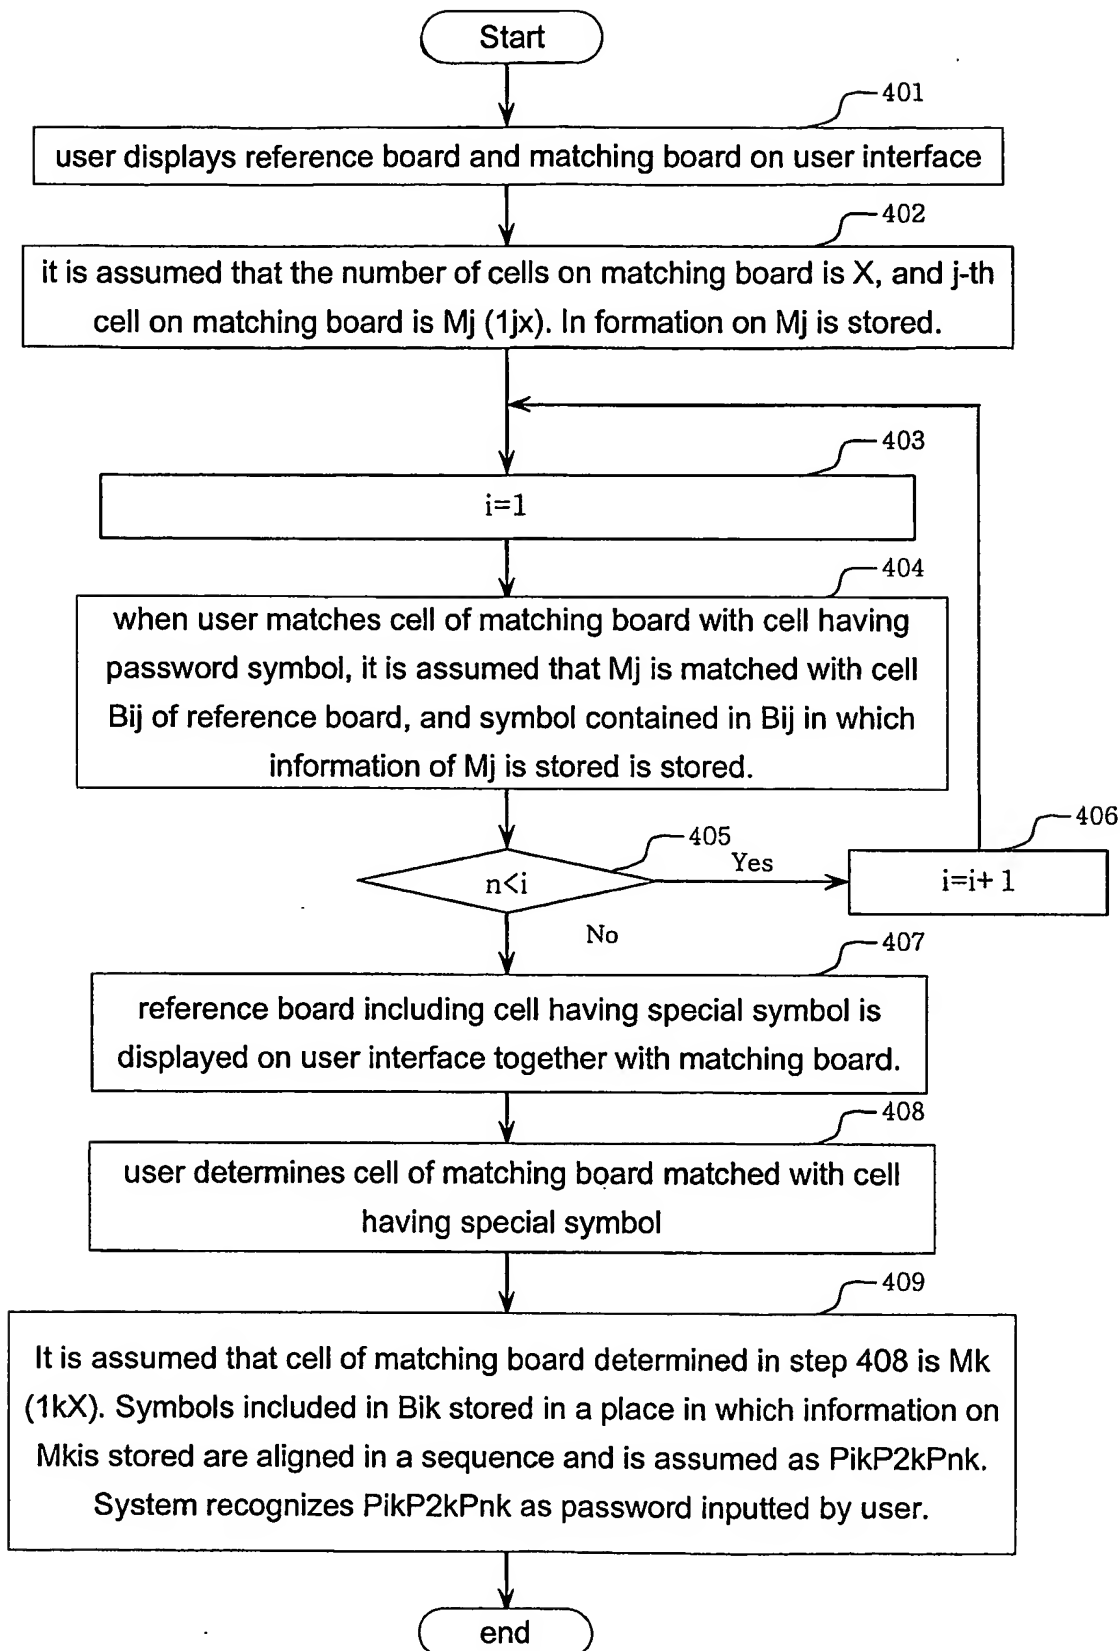 Start
401
user displays reference board and matching board on user interface
402
it is assumed that the number of cells on matching board is X, and j-th
cell on matching board is Mj (1jx). In formation on Mj is stored.
403
i=1
404
when user matches cell of matching board with cell having
password symbol, it is assumed that Mj is matched with cell
Bij of reference board, and symbol contained in Bij in which
information of Mj is stored is stored.
405
n<i
Yes
406
i=i+ 1
No
407
reference board including cell having special symbol is
displayed on user interface together with matching board.
408
user determines cell of matching board matched with cell
having special symbol
409
It is assumed that cell of matching board determined in step 408 is Mk
(1kX). Symbols included in Bik stored in a place in which information on
Mkis stored are aligned in a sequence and is assumed as PikP2kPnk.
System recognizes PikP2kPnk as password inputted by user.
end